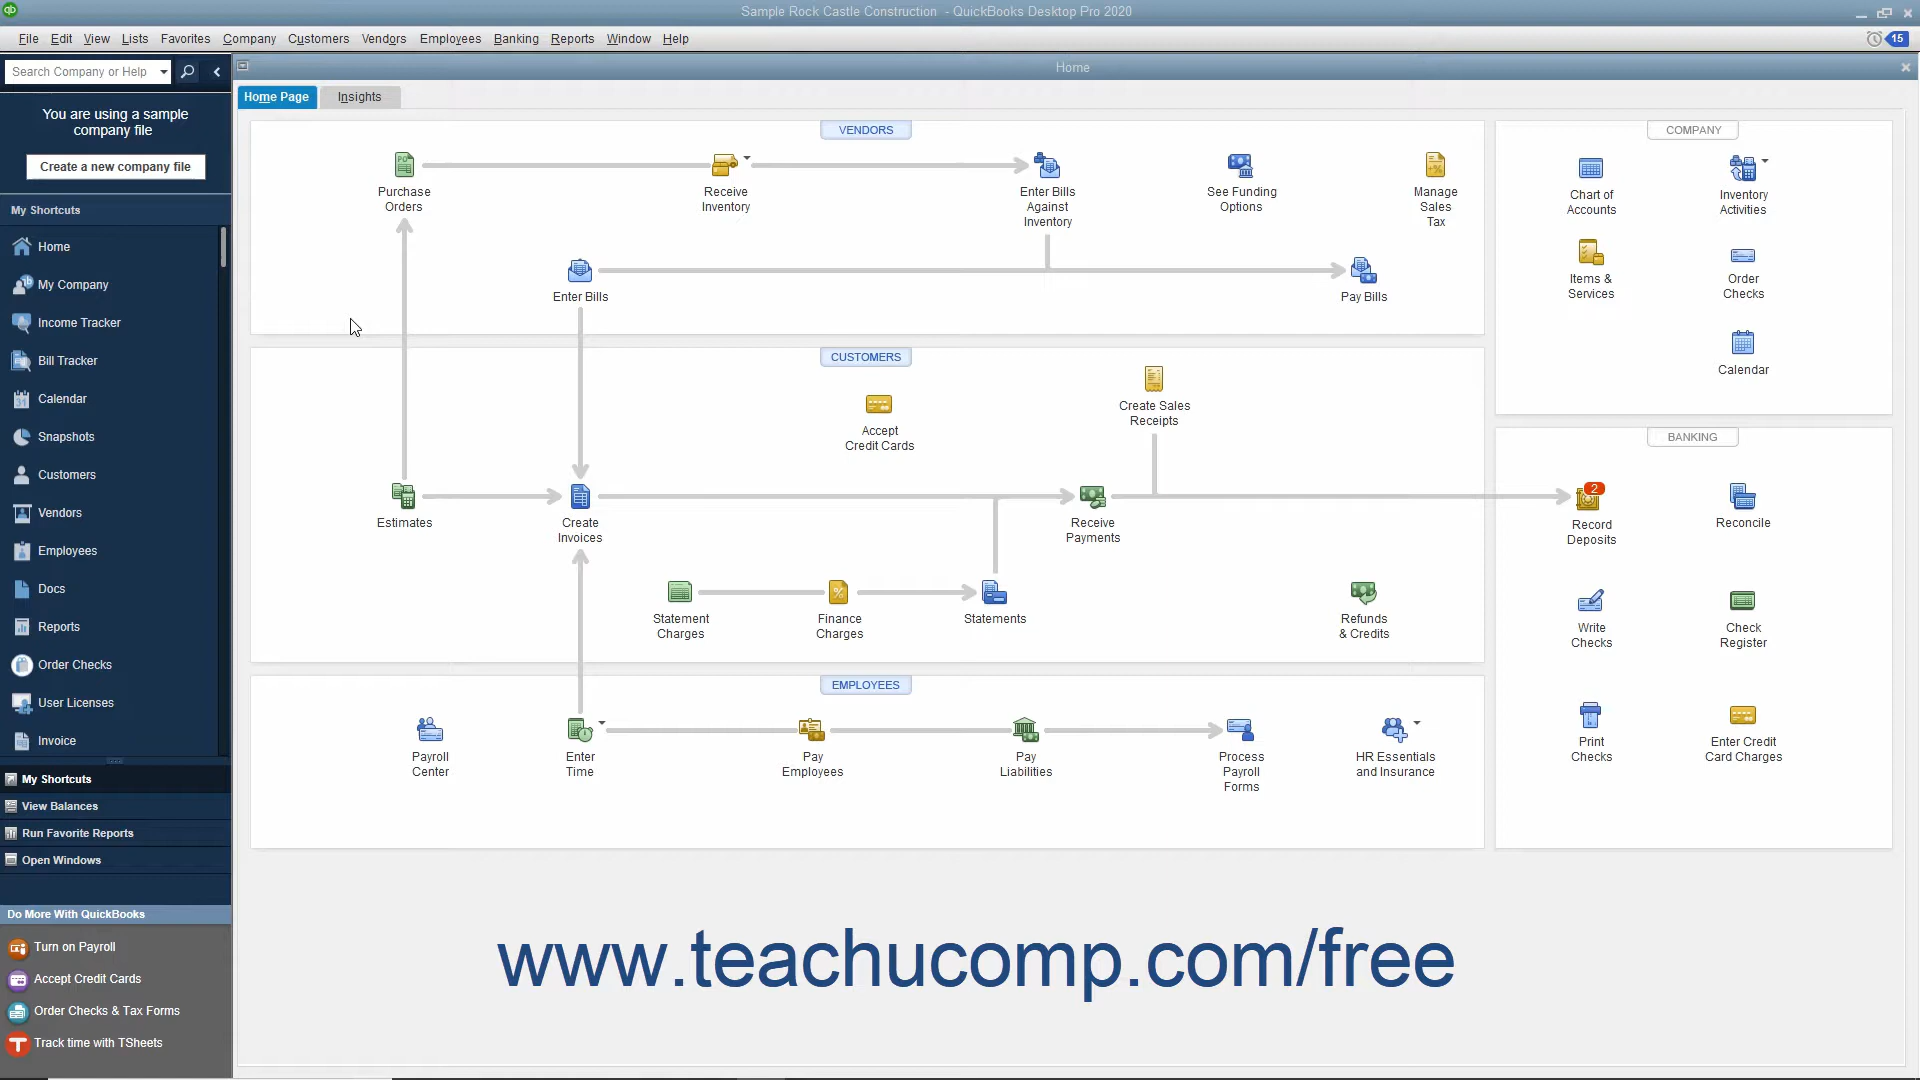 Sample Rock Castle Construction - QuickBooks Desktop Pro 2020
File Edit View Lists Favorites Company Customers Vendors Employees Banking Reports Window Help
15
Search Company or Help
Home
You are using a sample
company file
Create a new company file
My Shortcuts
Home
My Company
Income Tracker
Bill Tracker
Calendar
Snapshots
Customers
Vendors
Employees
Docs
Reports
Order Checks
User Licenses
Invoice
My Shortcuts
View Balances
Run Favorite Reports
Open Windows
Do More With QuickBooks
Turn on Payroll
Accept Credit Cards
Order Checks & Tax Forms
Track time with TSheets
Home Page
Insights
VENDORS
Purchase
Orders
Receive
Inventory
Enter Bills
Against
Inventory
See Funding
Options
Manage
Sales
Tax
Enter Bills
Pay Bills
CUSTOMERS
Accept
Credit Cards
Create Sales
Receipts
Estimates
Create
Invoices
Receive
Payments
Statement
Charges
Finance
Charges
Statements
Refunds
& Credits
EMPLOYEES
Payroll
Center
Enter
Time
Pay
Employees
Pay
Liabilities
Process
Payroll
Forms
HR Essentials
and Insurance
COMPANY
Chart of
Accounts
Inventory
Activities
Items &
Services
Order
Checks
Calendar
BANKING
2
Record
Deposits
Reconcile
Write
Checks
Check
Register
Print
Checks
Enter Credit
Card Charges
www.teachucomp.com/free